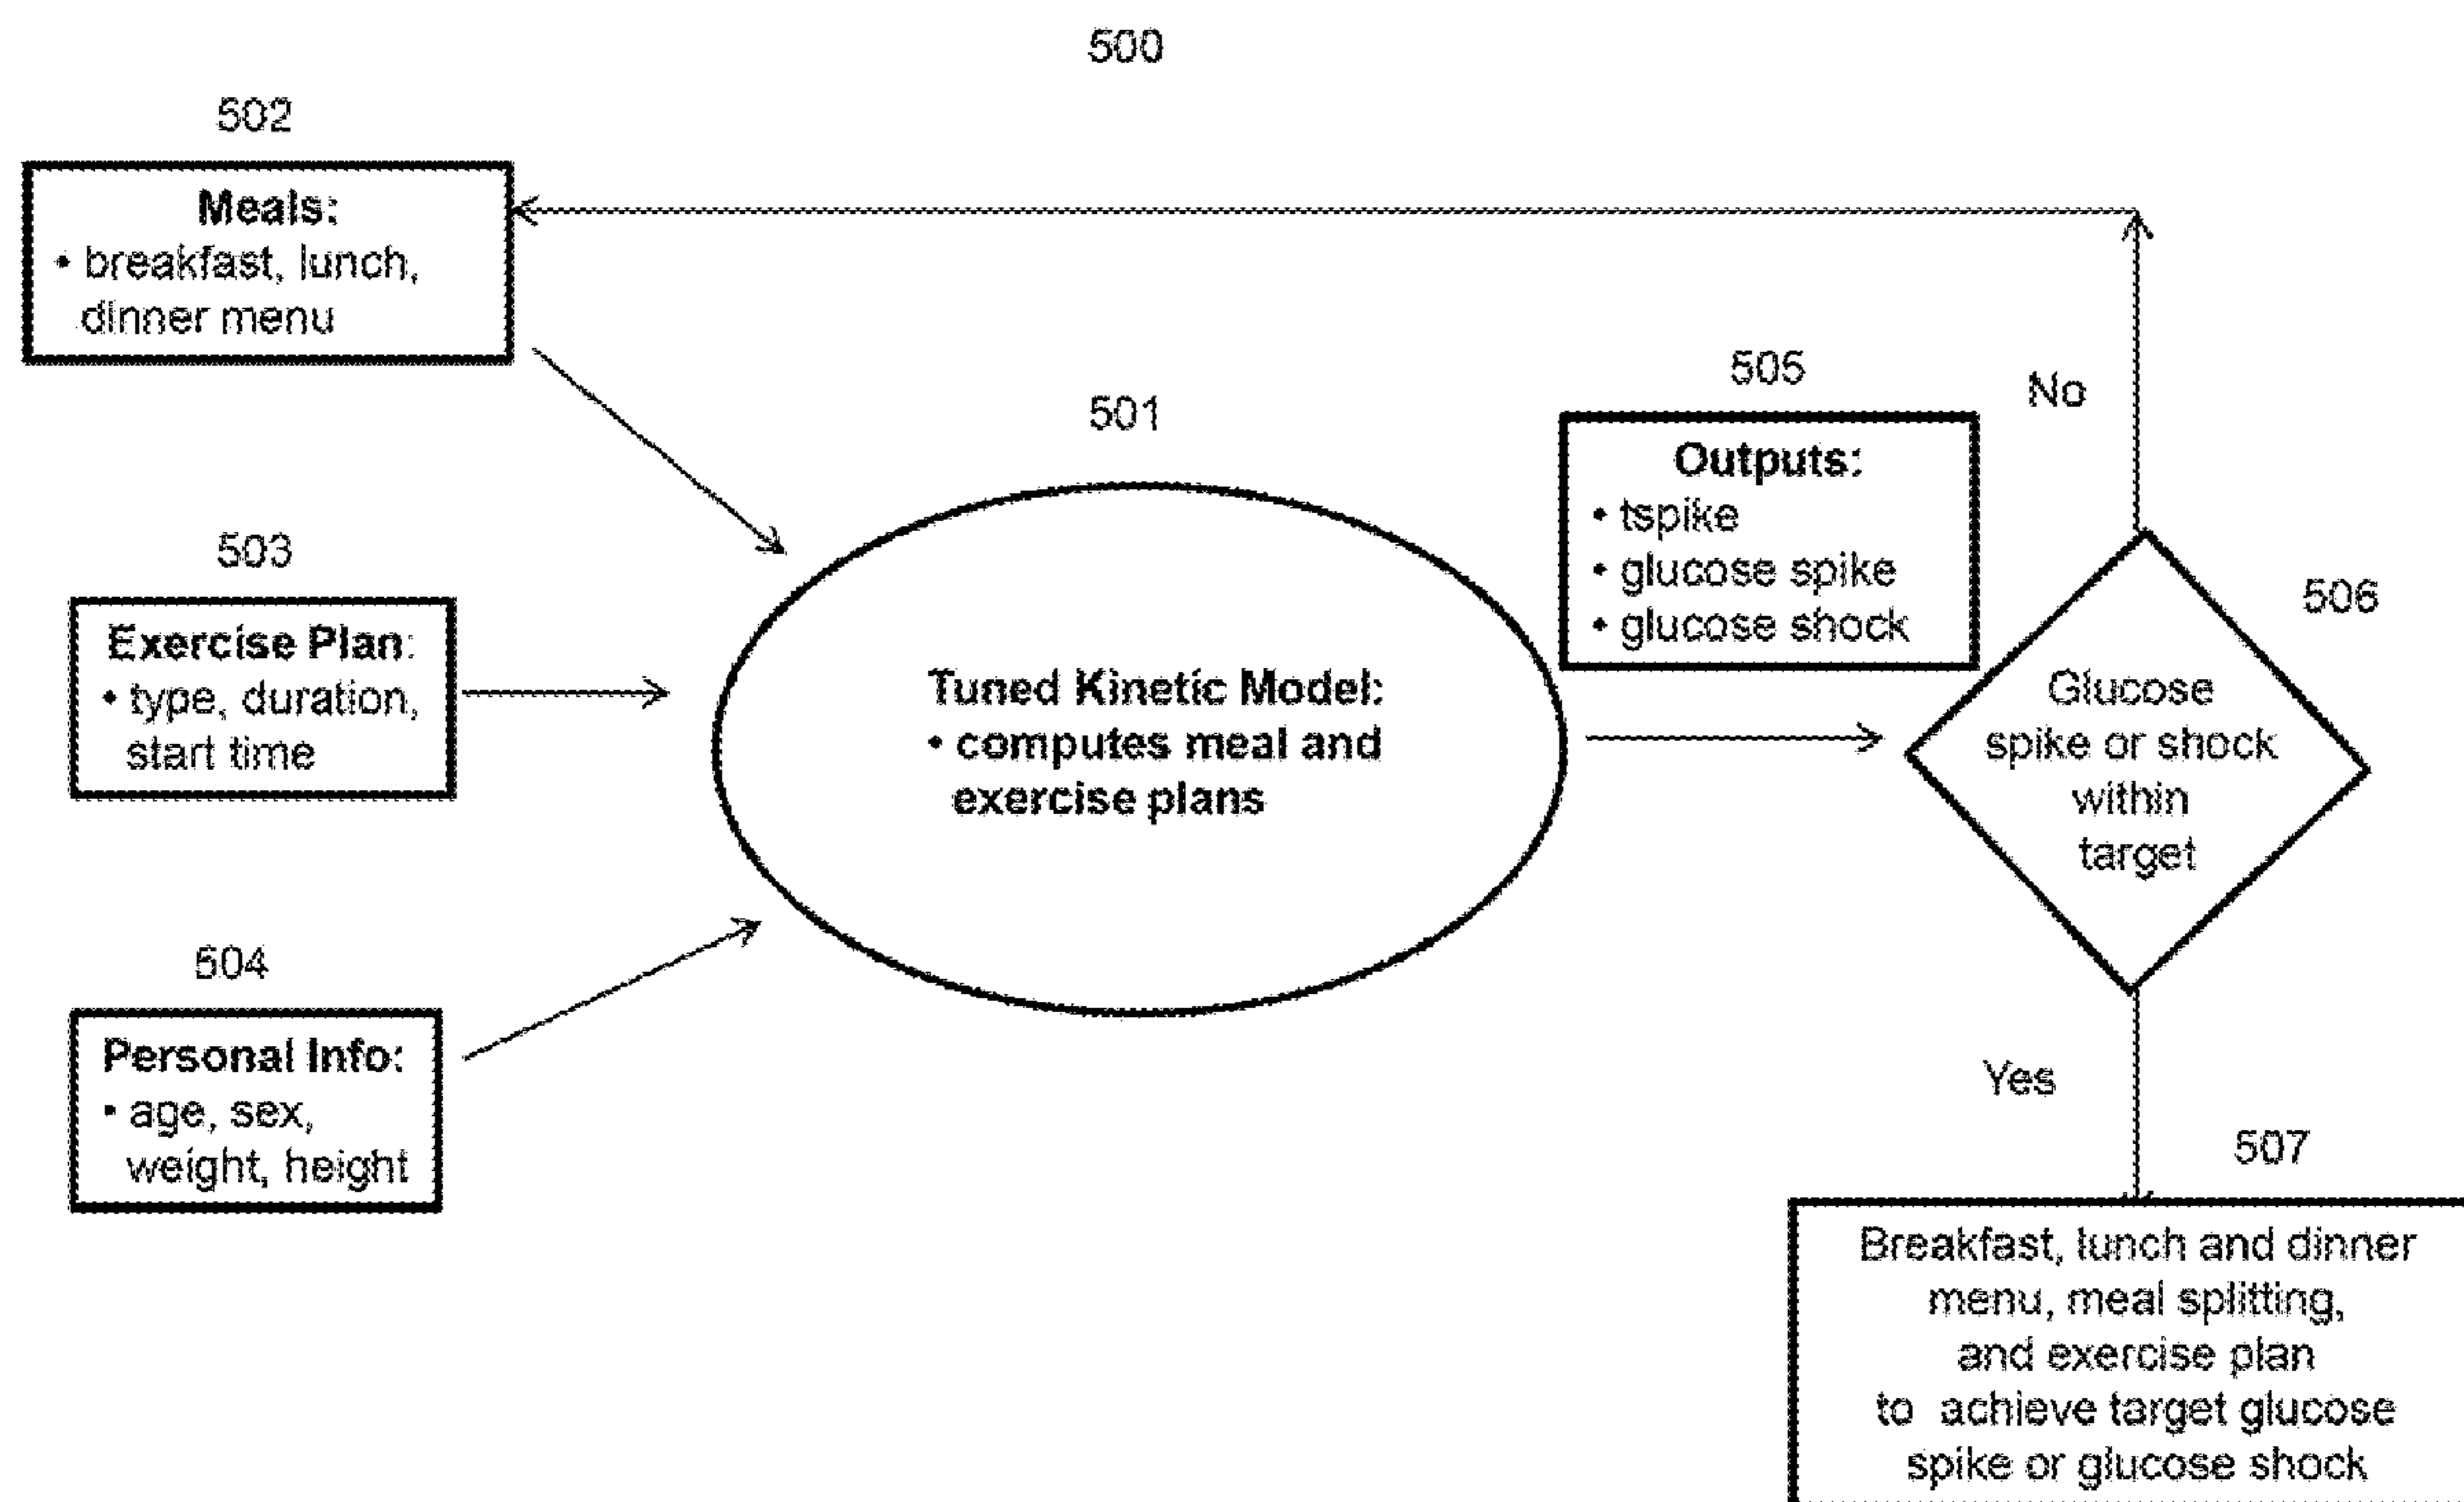 500
502
Meals:
• breakfast, lunch,
dinner menu
501
505
Outputs:
• tspike
• glucose spike
• glucose shock
No
503
Exercise Plan:
• type, duration,
start time
506
Tuned Kinetic Model:
• computes meal and
exercise plans
Glucose
spike or shock
within
target
504
Personal Info:
• age, sex,
weight, height
Yes
507
Breakfast, lunch and dinner
menu, meal splitting,
and exercise plan
to achieve target glucose
spike or glucose shock